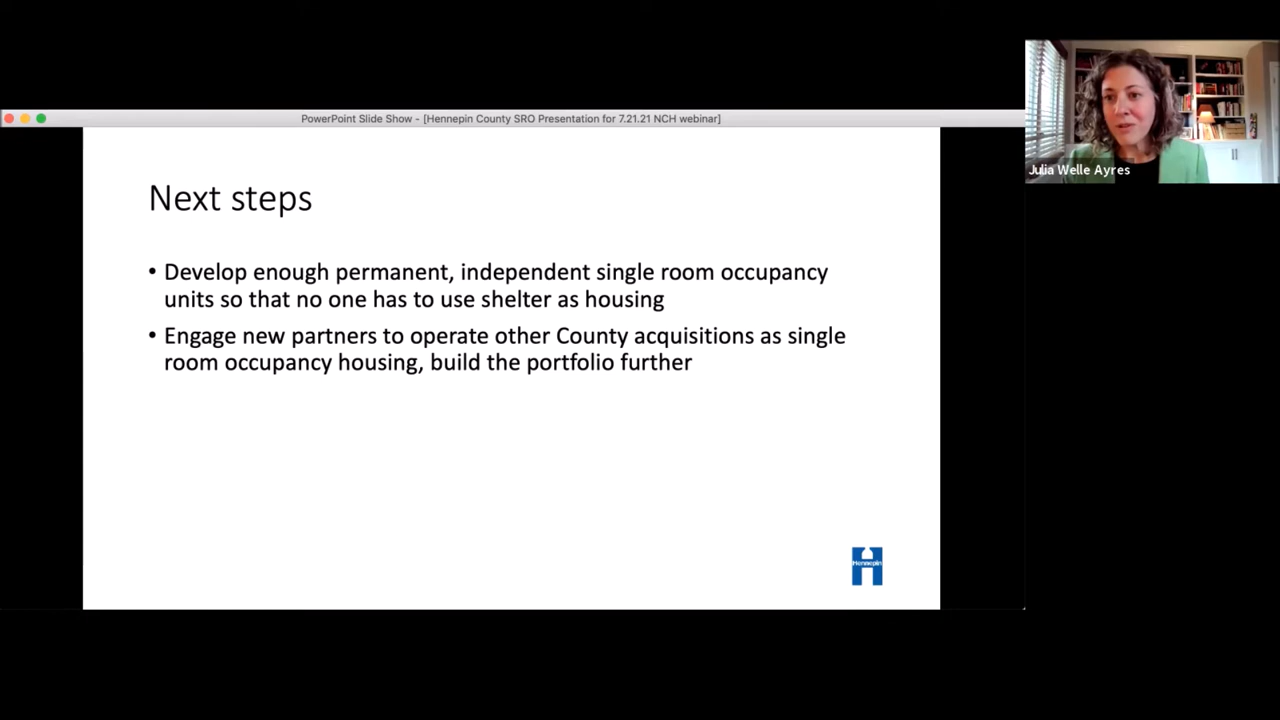 PowerPoint Slide Show - [Hennepin County SRO Presentation for 7.21.21 NCH webinar]
Julia Welle Ayres
Next steps
• Develop enough permanent, independent single room occupancy
units so that no one has to use shelter as housing
• Engage new partners to operate other County acquisitions as single
room occupancy housing, build the portfolio further
Hennepin